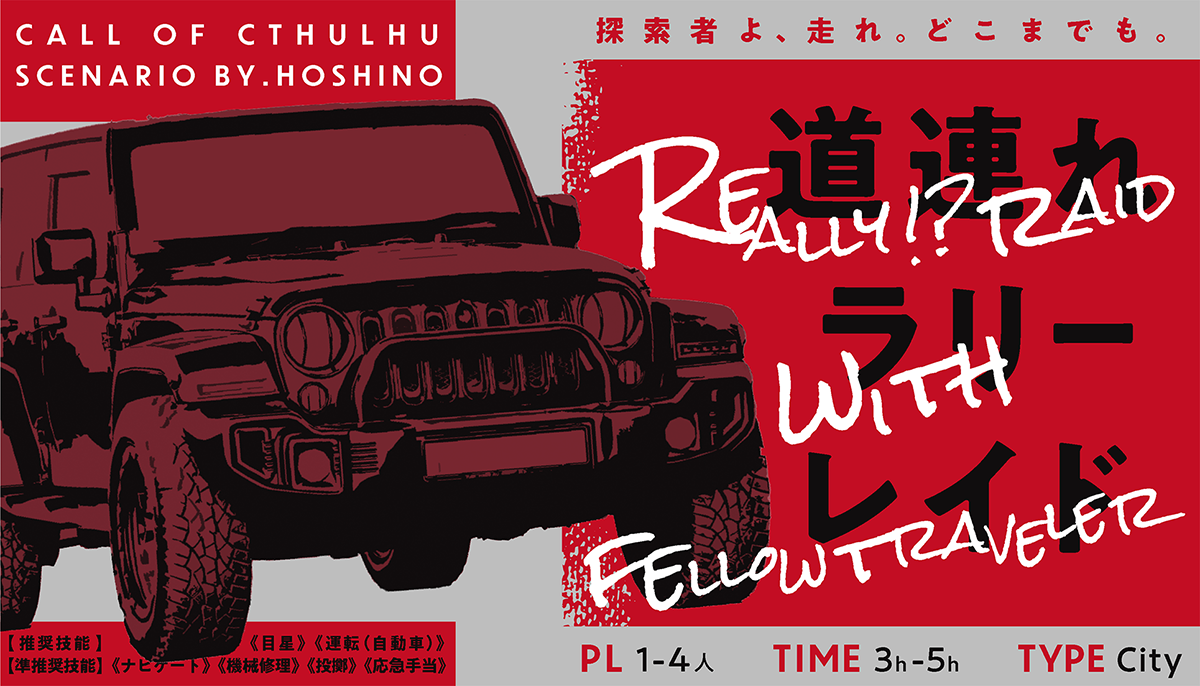 CALL OF CTHULHU
SCENARIO BY.HOSHINO
探索者よ、走れ。どこまでも。
道連れ
REALLY!? RAID
ラリー
WITH
レイド
FELLOWTRAVELER
【推奨技能】 《目星》《運転(自動車)》
【準推奨技能】《ナビゲート》《機械修理》《投擲》《応急手当》
PL 1-4人 TIME 3h-5h TYPE City